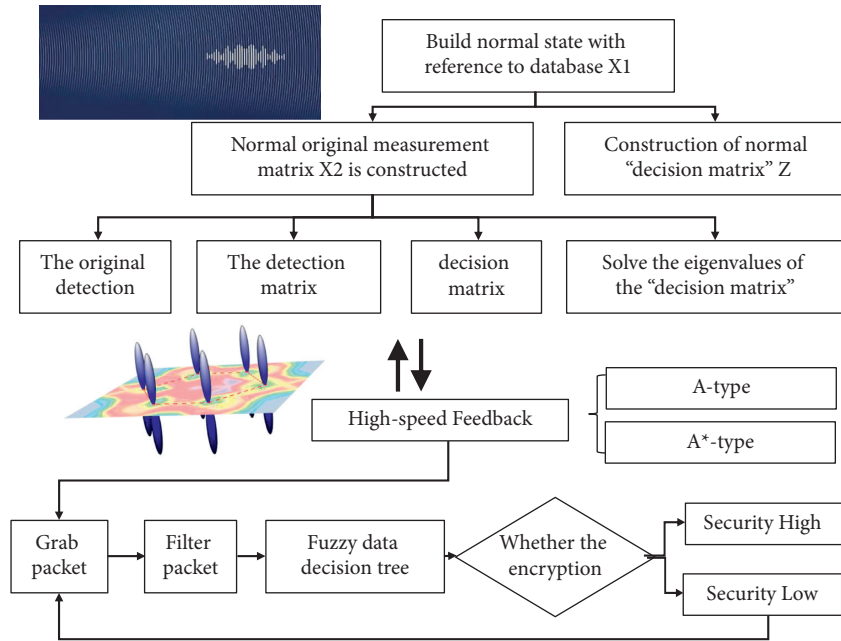 Build normal state with
reference to database X1
Normal original measurement
matrix X2 is constructed
Construction of normal
“decision matrix” Z
The original
detection
The detection
matrix
decision
matrix
Solve the eigenvalues of
the “decision matrix”
High-speed Feedback
A-type
A*-type
Grab
packet
Filter
packet
Fuzzy data
decision tree
Whether the
encryption
Security High
Security Low